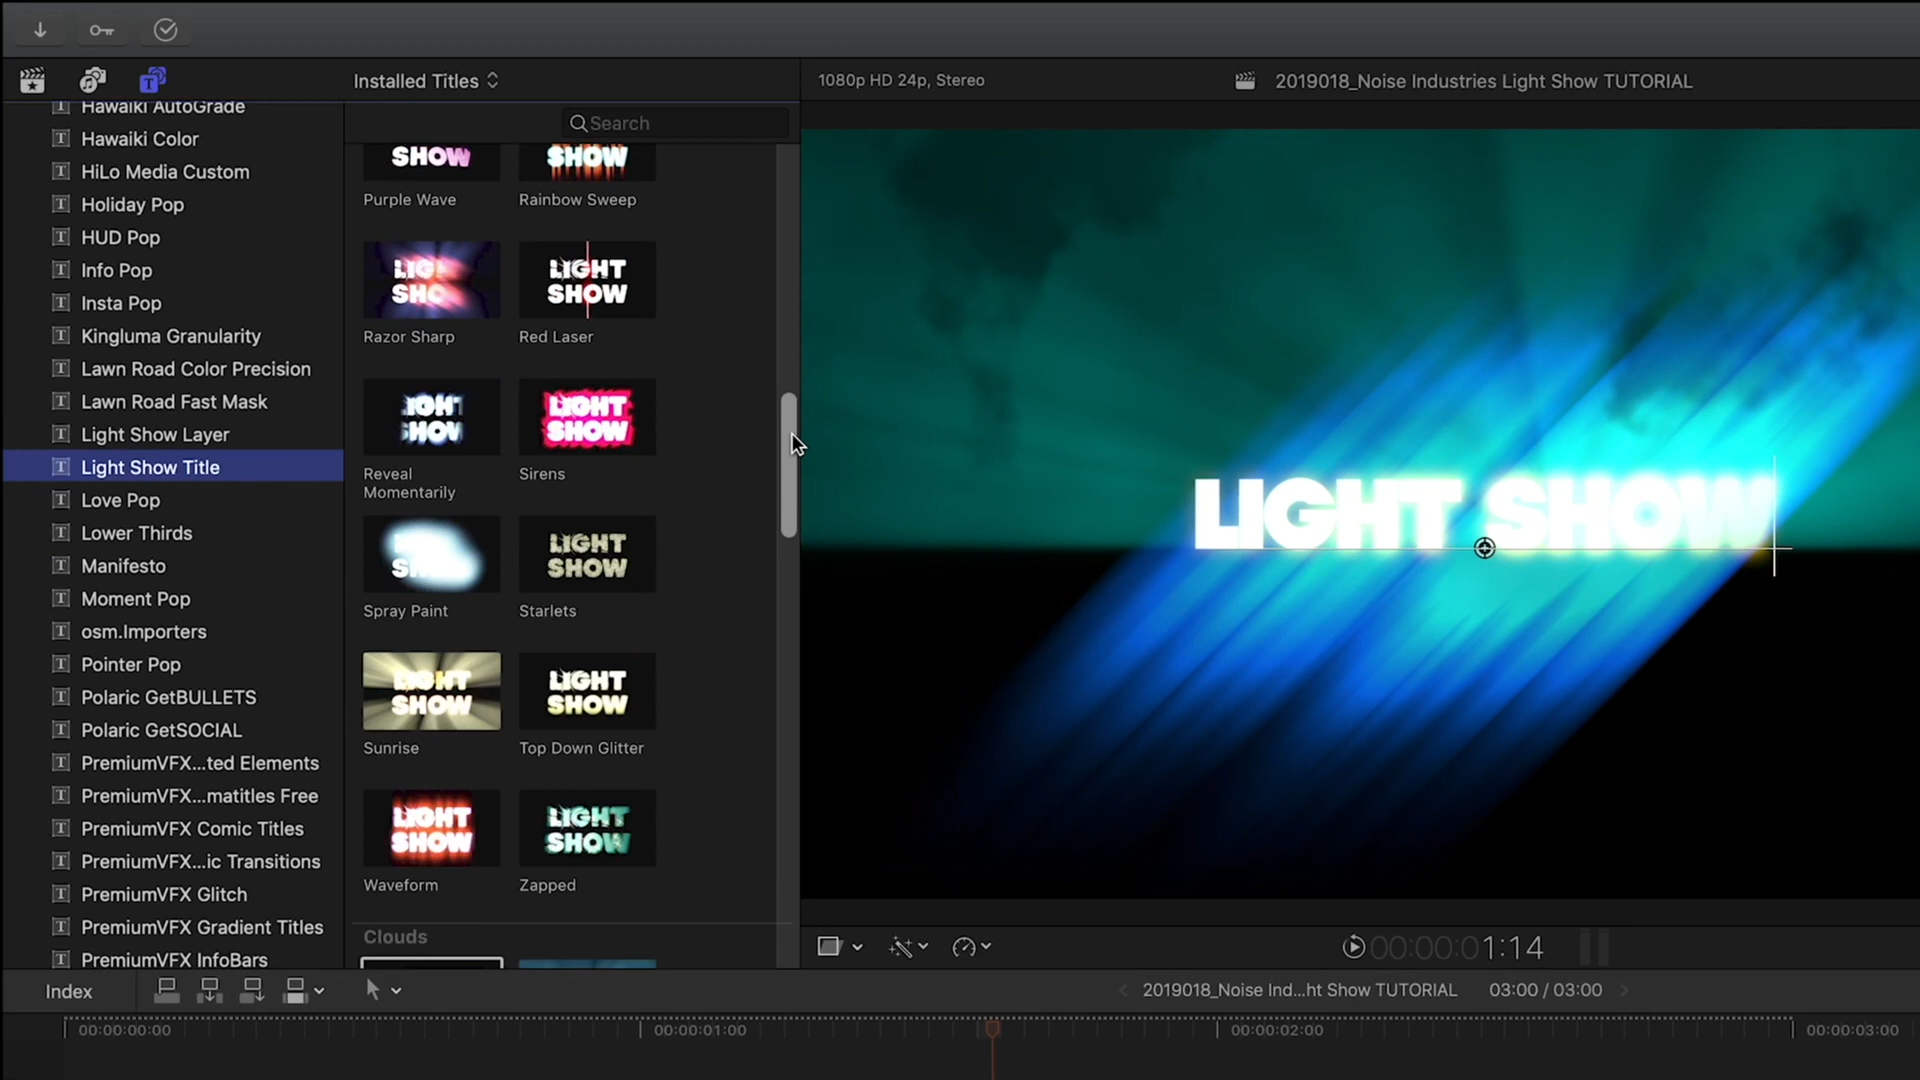 Installed Titles
1080p HD 24p, Stereo
2019018_Noise Industries Light Show TUTORIAL
Search
Hawaiki AutoGrade
Hawaiki Color
HiLo Media Custom
Holiday Pop
HUD Pop
Info Pop
Insta Pop
Kingluma Granularity
Lawn Road Color Precision
Lawn Road Fast Mask
Light Show Layer
Light Show Title
Love Pop
Lower Thirds
Manifesto
Moment Pop
osm.Importers
Pointer Pop
Polaric GetBULLETS
Polaric GetSOCIAL
PremiumVFX...ted Elements
PremiumVFX...matitles Free
PremiumVFX Comic Titles
PremiumVFX...ic Transitions
PremiumVFX Glitch
PremiumVFX Gradient Titles
PremiumVFX InfoBars
SHOW
SHOW
Purple Wave
Rainbow Sweep
LIGH
SHO
LIGHT
SHOW
Razor Sharp
Red Laser
IGHT
SHOW
LIGHT
SHOW
Reveal
Momentarily
Sirens
LIGHT
SHOW
Spray Paint
Starlets
LIGHT
SHOW
LIGHT
SHOW
Sunrise
Top Down Glitter
LIGHT
SHOW
LIGHT
SHOW
Waveform
Zapped
Clouds
LIGHT SHOW
00:00:01:14
Index
2019018_Noise Ind...ht Show TUTORIAL
03:00 / 03:00
00:00:00:00
00:00:01:00
00:00:02:00
00:00:03:00